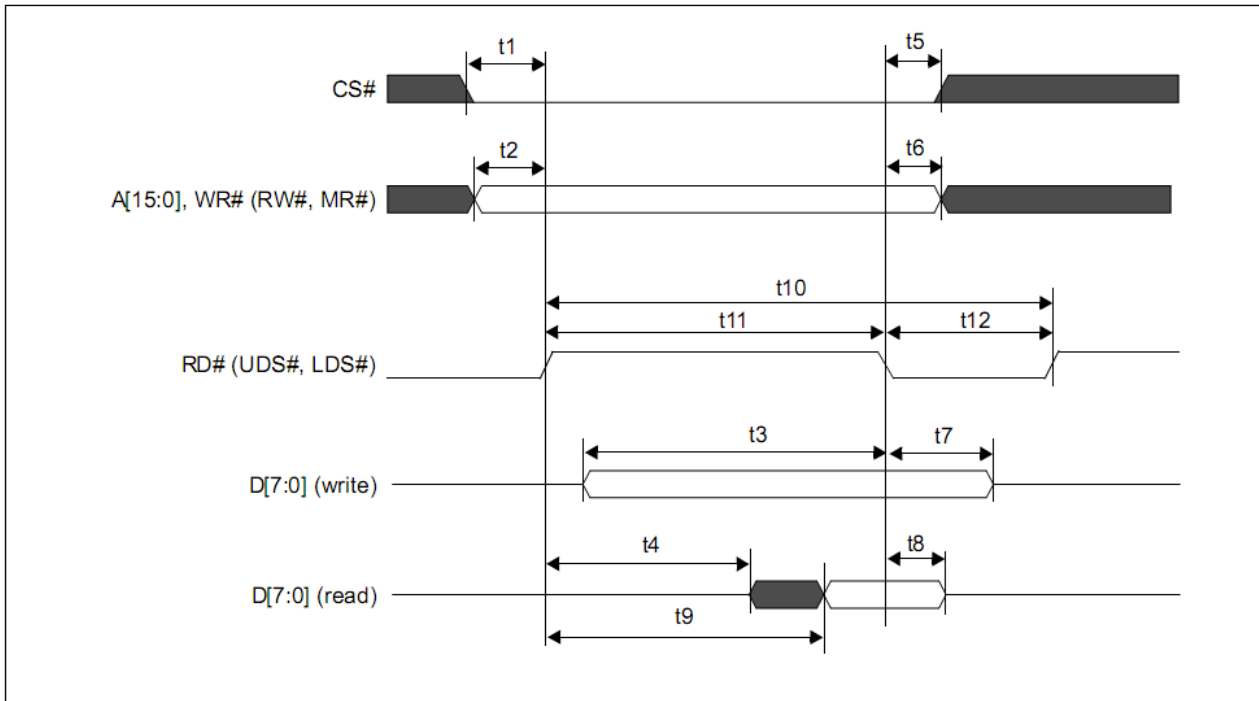 t1
t5
CS#
t2
t6
A[15:0], WR# (RW#, MR#)
t10
t11
t12
RD# (UDS#, LDS#)
t3
t7
D[7:0] (write)
t4
t8
D[7:0] (read)
t9